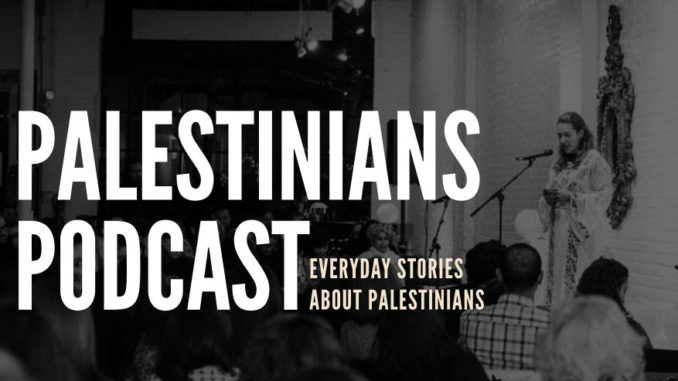 PALESTINIANS
PODCAST
EVERYDAY STORIES
ABOUT PALESTINIANS